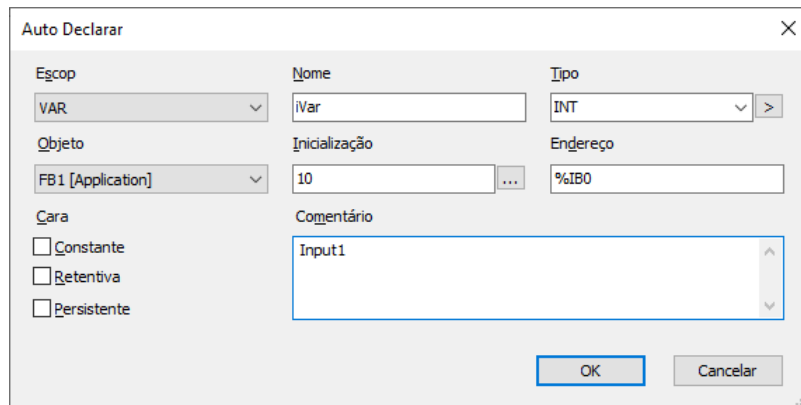 Auto Declarar
Escop Nome Tipo
VAR iVar INT >
Objeto Inicialização Endereço
FB1 [Application] 10 ... %IB0
Cara Comentário
Constante Input1
Retentiva
Persistente
OK Cancelar